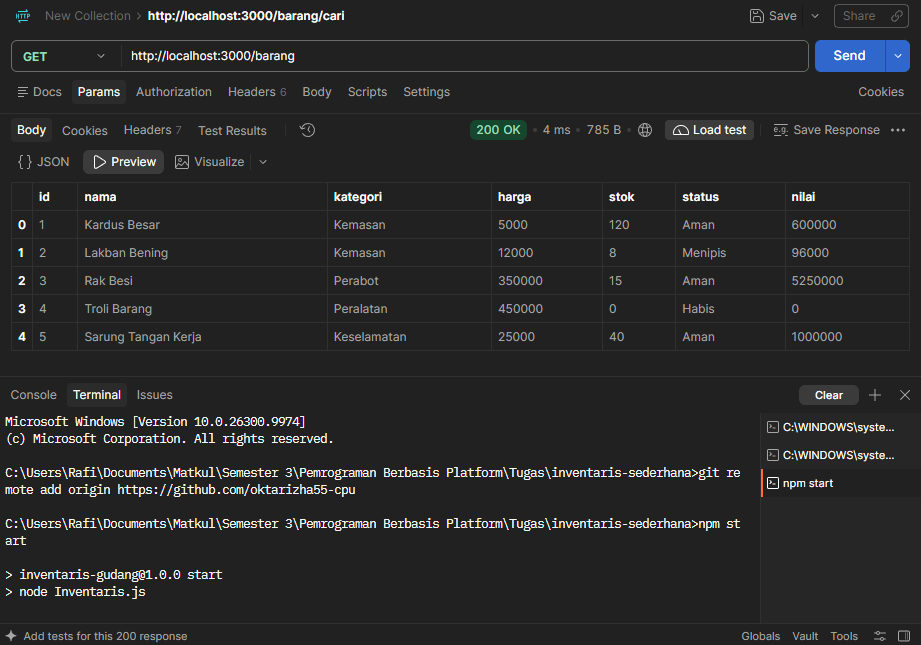 HTTP New Collection > http://localhost:3000/barang/cari Save Share
GET http://localhost:3000/barang Send
Docs Params Authorization Headers 6 Body Scripts Settings Cookies
Body Cookies Headers 7 Test Results 200 OK • 4 ms • 785 B • Load test e.g. Save Response
{ } JSON Preview Visualize
id nama kategori harga stok status nilai
0 1 Kardus Besar Kemasan 5000 120 Aman 600000
1 2 Lakban Bening Kemasan 12000 8 Menipis 96000
2 3 Rak Besi Perabot 350000 15 Aman 5250000
3 4 Troli Barang Peralatan 450000 0 Habis 0
4 5 Sarung Tangan Kerja Keselamatan 25000 40 Aman 1000000
Console Terminal Issues Clear
Microsoft Windows [Version 10.0.26300.9974]
(c) Microsoft Corporation. All rights reserved.
C:\Users\Rafi\Documents\Matkul\Semester 3\Pemrograman Berbasis Platform\Tugas\inventaris-sederhana>git re
mote add origin https://github.com/oktarizha55-cpu
C:\Users\Rafi\Documents\Matkul\Semester 3\Pemrograman Berbasis Platform\Tugas\inventaris-sederhana>npm st
art
> inventaris-gudang@1.0.0 start
> node Inventaris.js
C:\WINDOWS\syste...
C:\WINDOWS\syste...
npm start
Add tests for this 200 response Globals Vault Tools